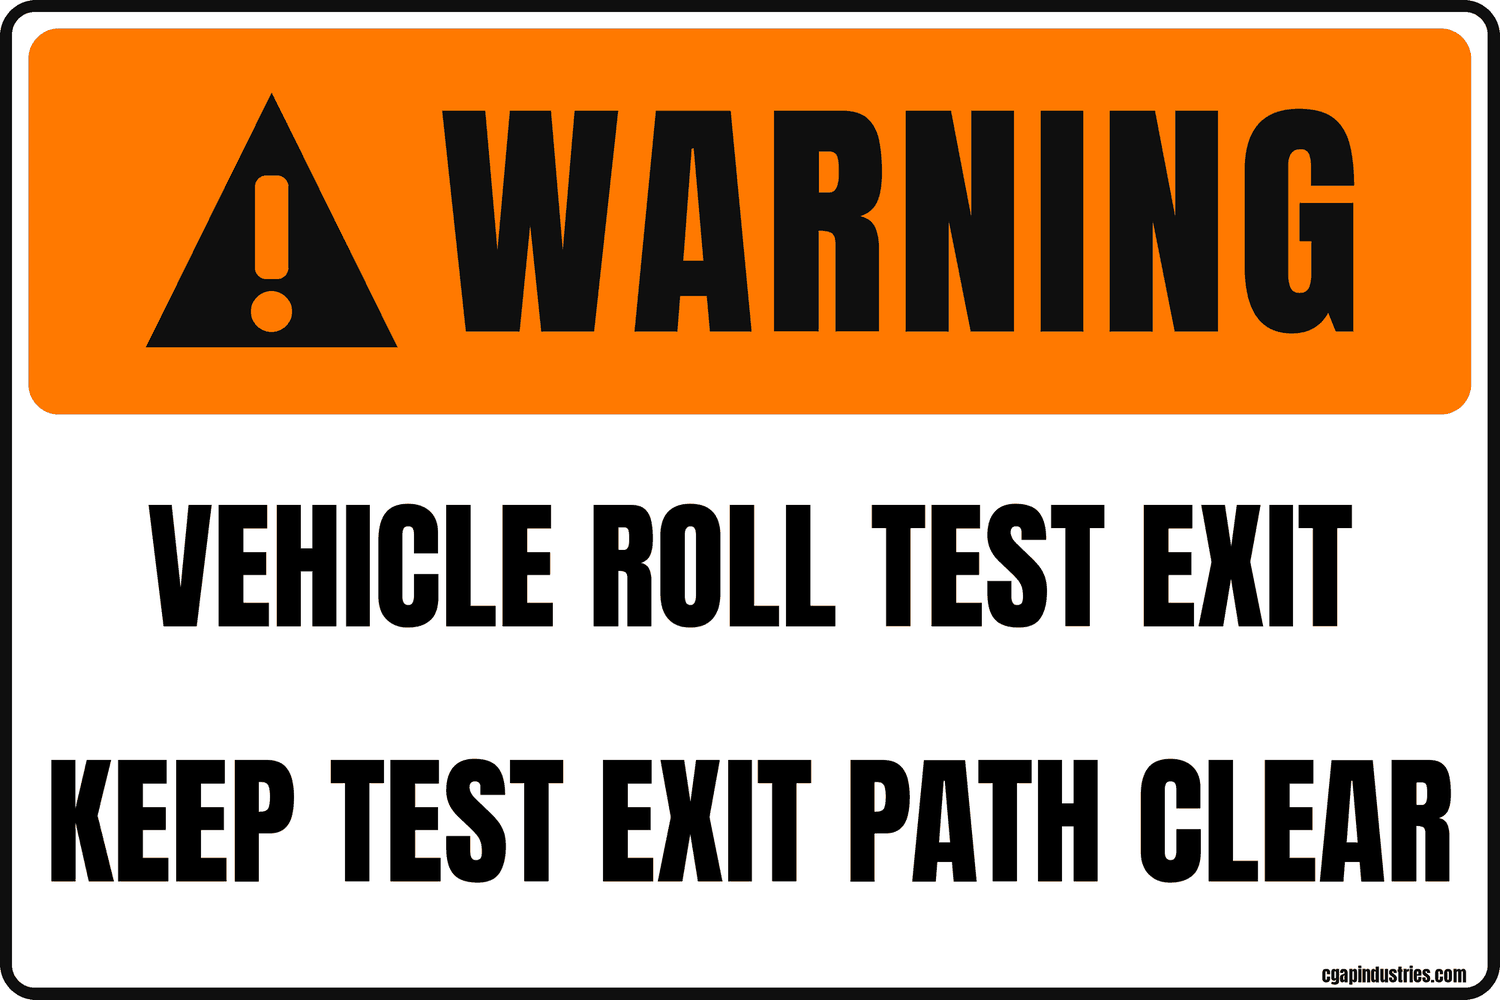 WARNING
VEHICLE ROLL TEST EXIT
KEEP TEST EXIT PATH CLEAR
cgapindustries.com